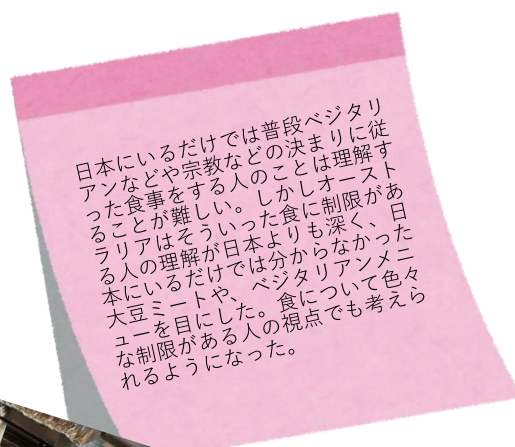 日本にいるだけでは普段ベジタリ
アンなどや宗教などの決まりに従
った食事をする人のことは理解す
ることが難しい。しかしオースト
ラリアはそういった食に制限があ
る人の理解が日本よりも深く、日
本にいるだけでは分からなかった
大豆ミートや、ベジタリアンメニ
ューを目にした。食について色々
な制限がある人の視点でも考えら
れるようになった。